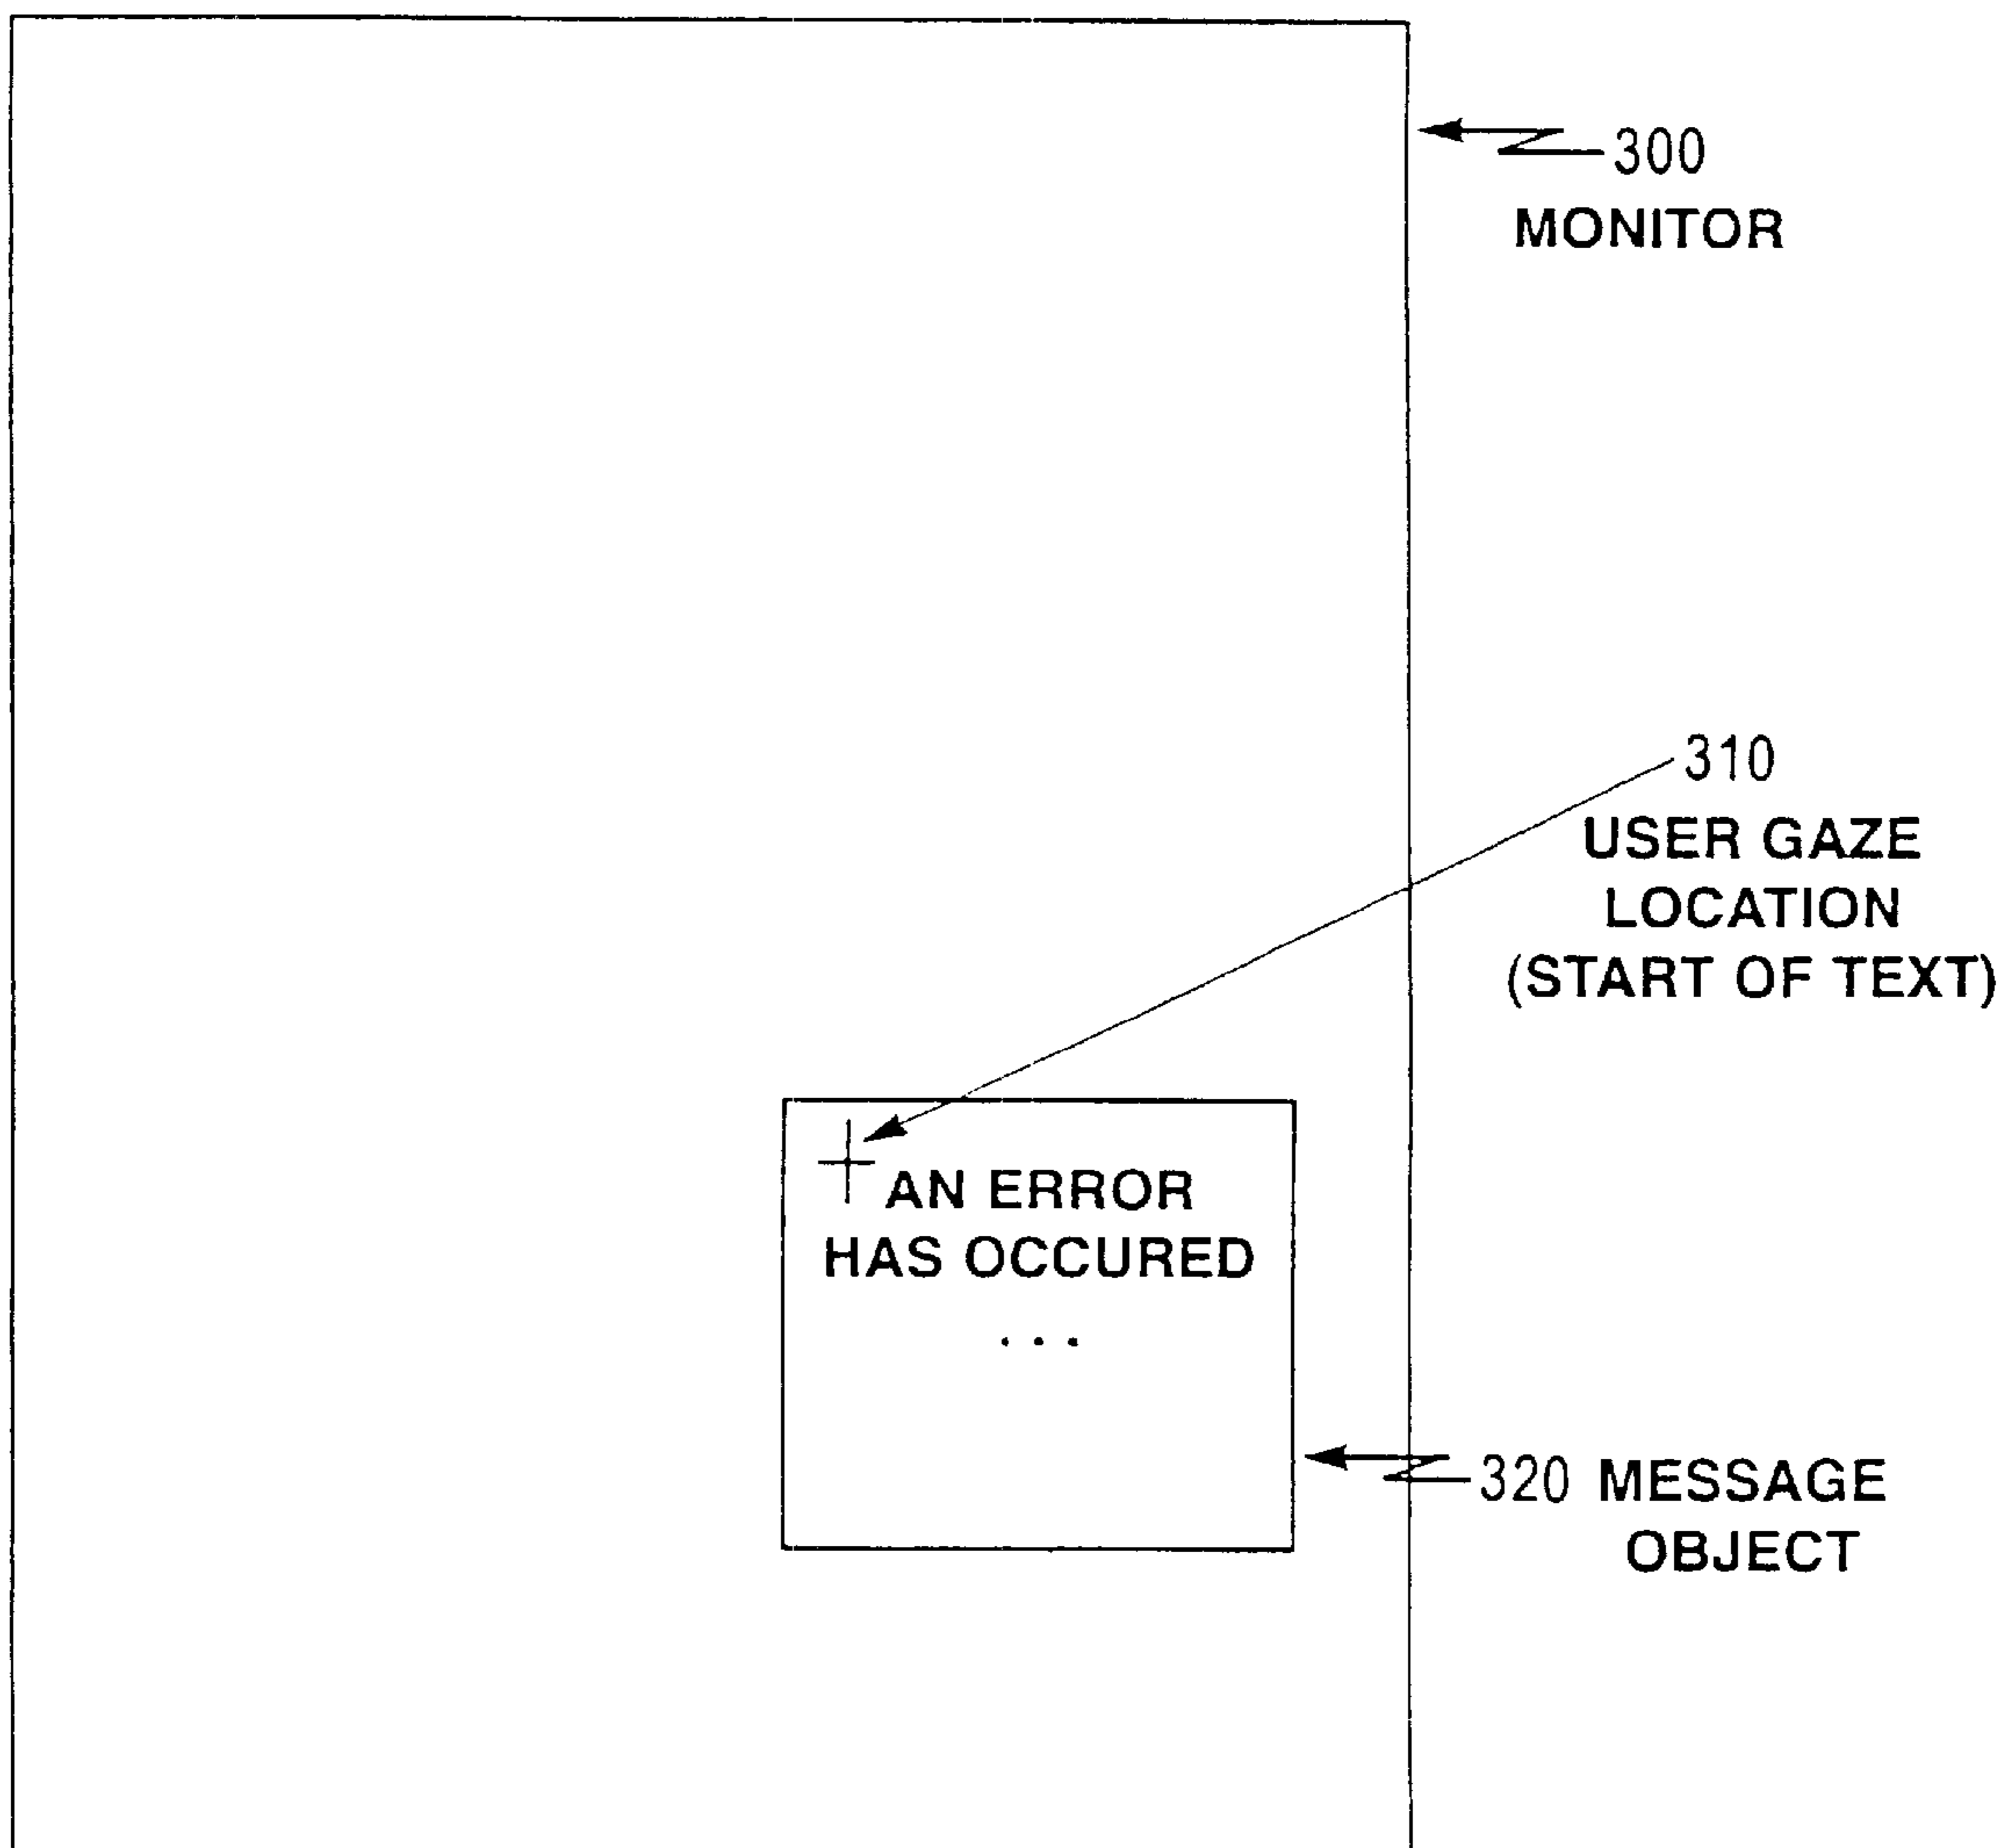 300
MONITOR
310
USER GAZE
LOCATION
(START OF TEXT)
AN ERROR
HAS OCCURED
...
320 MESSAGE
OBJECT